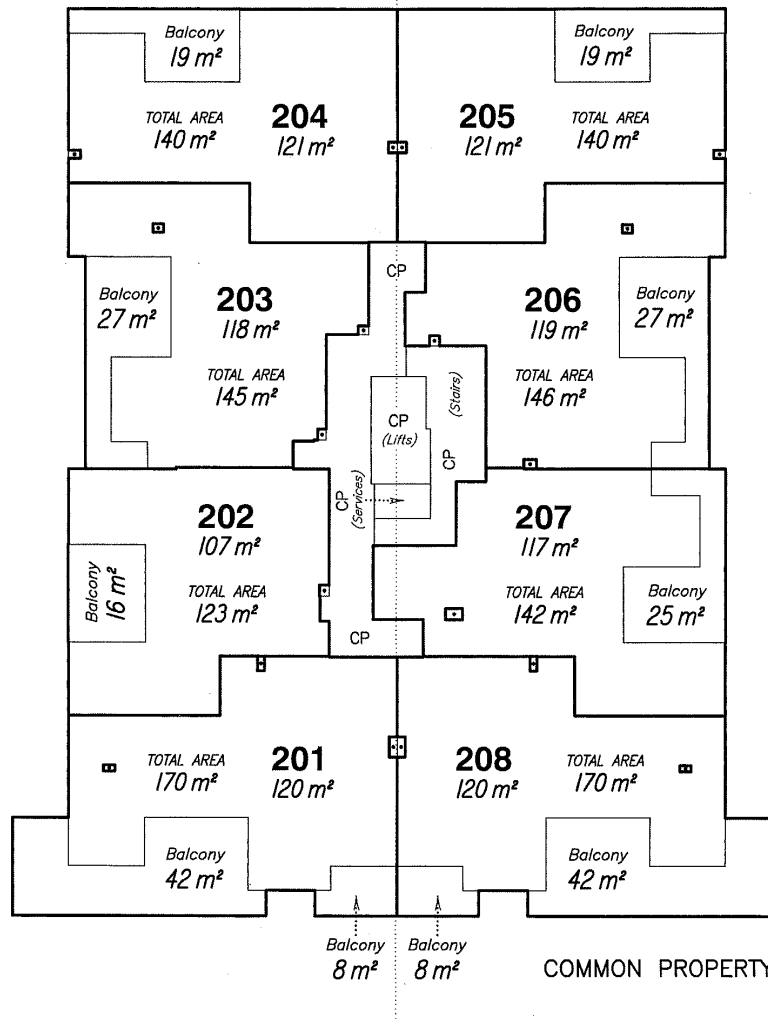 Balcony
19 m²
Balcony
19 m²
TOTAL AREA
140 m²
204
121 m²
205
121 m²
TOTAL AREA
140 m²
CP
Balcony
27 m²
203
118 m²
TOTAL AREA
145 m²
206
119 m²
TOTAL AREA
146 m²
Balcony
27 m²
(Stairs)
CP
(Lifts)
CP
CP
(Services)
202
107 m²
TOTAL AREA
123 m²
Balcony
16 m²
207
117 m²
TOTAL AREA
142 m²
Balcony
25 m²
CP
TOTAL AREA
170 m²
201
120 m²
208
120 m²
TOTAL AREA
170 m²
Balcony
42 m²
Balcony
42 m²
Balcony
8 m²
Balcony
8 m²
COMMON PROPERTY